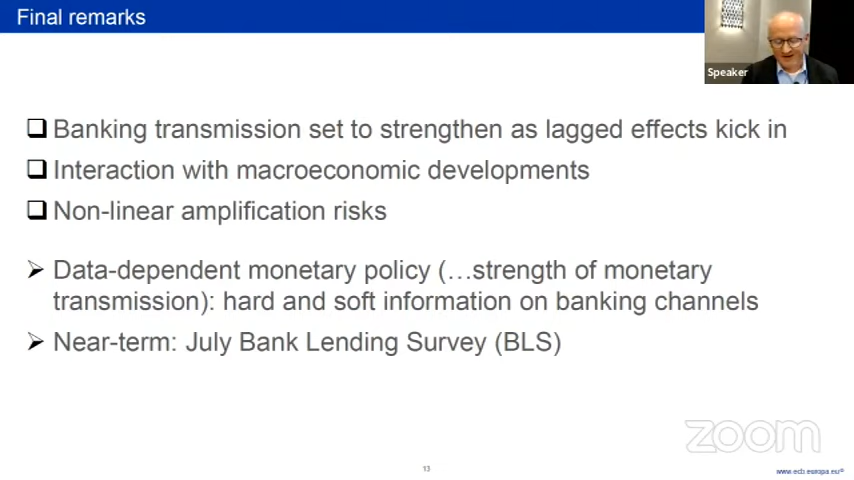 Final remarks
Speaker
❑ Banking transmission set to strengthen as lagged effects kick in
❑ Interaction with macroeconomic developments
❑ Non-linear amplification risks
➢ Data-dependent monetary policy (…strength of monetary
transmission): hard and soft information on banking channels
➢ Near-term: July Bank Lending Survey (BLS)
zoom
13
www.ecb.europa.eu©